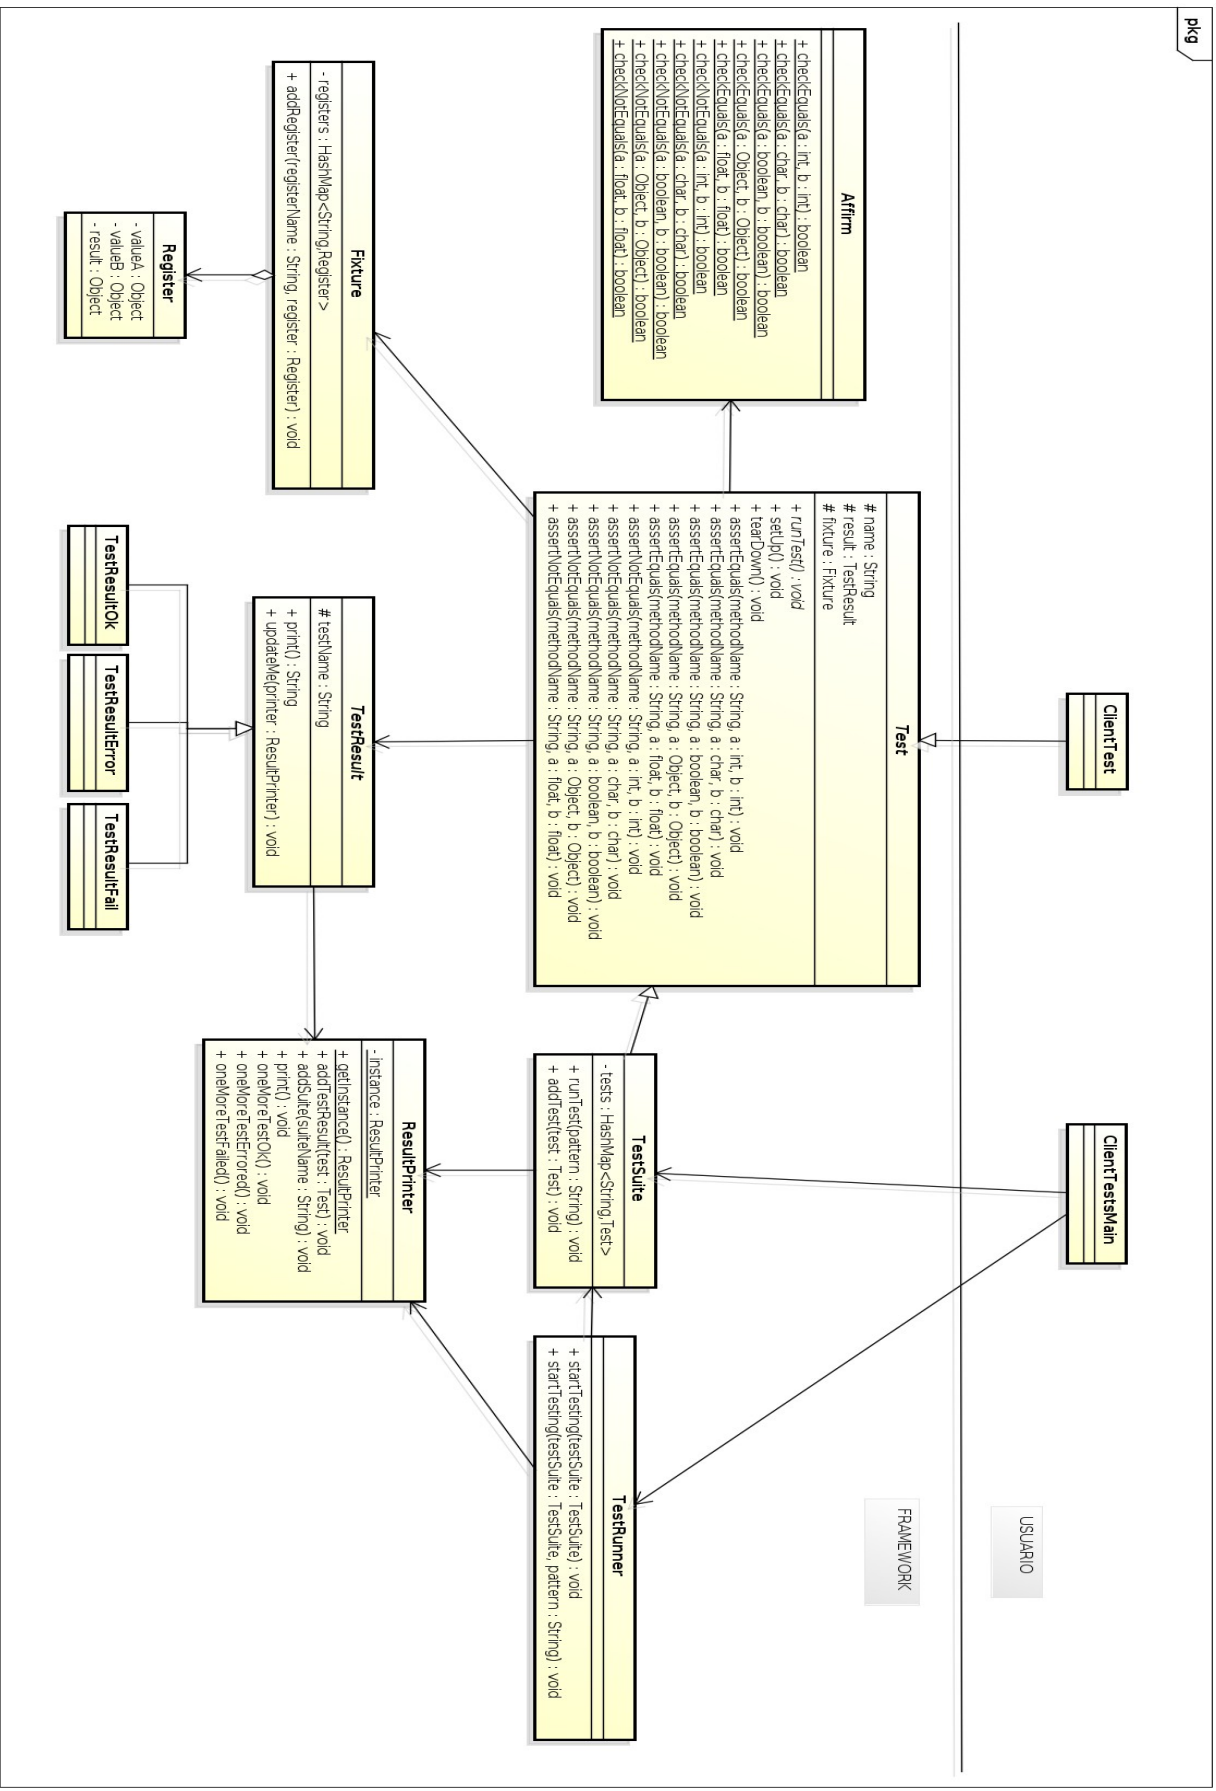 pkg
ClientTest
ClientTestsMain
USUARIO
FRAMEWORK
Affirm
+ checkEquals(a : int, b : int) : boolean
+ checkEquals(a : char, b : char) : boolean
+ checkEquals(a : boolean, b : boolean) : boolean
+ checkEquals(a : Object, b : Object) : boolean
+ checkEquals(a : float, b : float) : boolean
+ checkNotEquals(a : int, b : int) : boolean
+ checkNotEquals(a : char, b : char) : boolean
+ checkNotEquals(a : boolean, b : boolean) : boolean
+ checkNotEquals(a : Object, b : Object) : boolean
+ checkNotEquals(a : float, b : float) : boolean
Test
# name : String
# result : TestResult
# fixture : Fixture
+ runTest() : void
+ setUp() : void
+ tearDown() : void
+ assertEquals(methodName : String, a : int, b : int) : void
+ assertEquals(methodName : String, a : char, b : char) : void
+ assertEquals(methodName : String, a : boolean, b : boolean) : void
+ assertEquals(methodName : String, a : Object, b : Object) : void
+ assertEquals(methodName : String, a : float, b : float) : void
+ assertNotEquals(methodName : String, a : int, b : int) : void
+ assertNotEquals(methodName : String, a : char, b : char) : void
+ assertNotEquals(methodName : String, a : boolean, b : boolean) : void
+ assertNotEquals(methodName : String, a : Object, b : Object) : void
+ assertNotEquals(methodName : String, a : float, b : float) : void
TestSuite
- tests : HashMap<String,Test>
+ runTest(pattern : String) : void
+ addTest(test : Test) : void
TestRunner
+ startTesting(testSuite : TestSuite) : void
+ startTesting(testSuite : TestSuite, pattern : String) : void
Fixture
- registers : HashMap<String,Register>
+ addRegister(registerName : String, register : Register) : void
TestResult
# testName : String
+ print() : String
+ updateMe(printer : ResultPrinter) : void
ResultPrinter
- instance : ResultPrinter
+ getInstance() : ResultPrinter
+ addTestResult(test : Test) : void
+ addSuite(suiteName : String) : void
+ print() : void
+ oneMoreTestOk() : void
+ oneMoreTestErrored() : void
+ oneMoreTestFailed() : void
Register
- valueA : Object
- valueB : Object
- result : Object
TestResultOk
TestResultError
TestResultFail